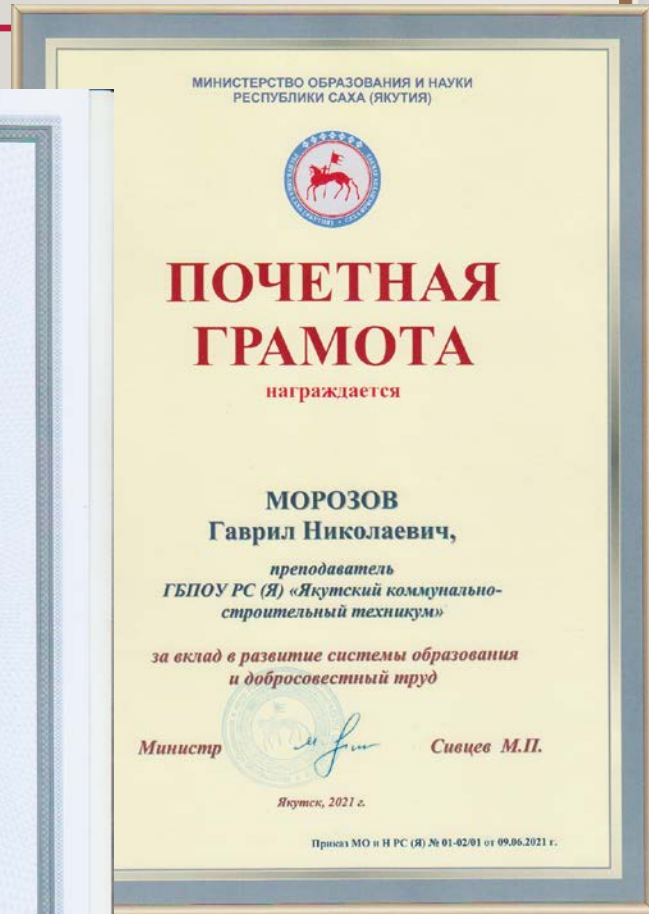 МИНИСТЕРСТВО ОБРАЗОВАНИЯ И НАУКИ
РЕСПУБЛИКИ САХА (ЯКУТИЯ)
ПОЧЕТНАЯ
ГРАМОТА
награждается
МОРОЗОВ
Гаврил Николаевич,
преподаватель
ГБПОУ РС (Я) «Якутский коммунально-
строительный техникум»
за вклад в развитие системы образования
и добросовестный труд
Министр Сивцев М.П.
Якутск, 2021 г.
Приказ МО и Н РС (Я) № 01-02/01 от 09.06.2021 г.